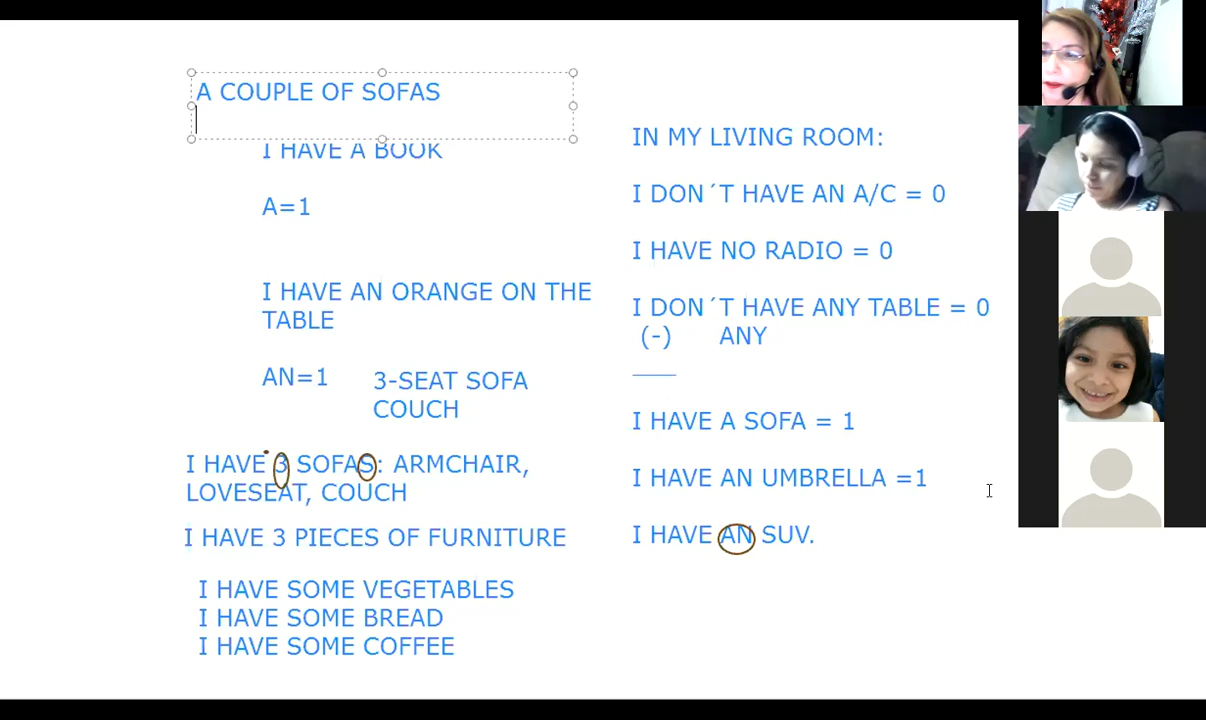 A COUPLE OF SOFAS
I HAVE A BOOK
A=1
I HAVE AN ORANGE ON THE
TABLE
AN=1
3-SEAT SOFA
COUCH
I HAVE 3 SOFAS: ARMCHAIR,
LOVESEAT, COUCH
I HAVE 3 PIECES OF FURNITURE
I HAVE SOME VEGETABLES
I HAVE SOME BREAD
I HAVE SOME COFFEE
IN MY LIVING ROOM:
I DON´T HAVE AN A/C = 0
I HAVE NO RADIO = 0
I DON´T HAVE ANY TABLE = 0
(-) ANY
I HAVE A SOFA = 1
I HAVE AN UMBRELLA =1
I HAVE AN SUV.